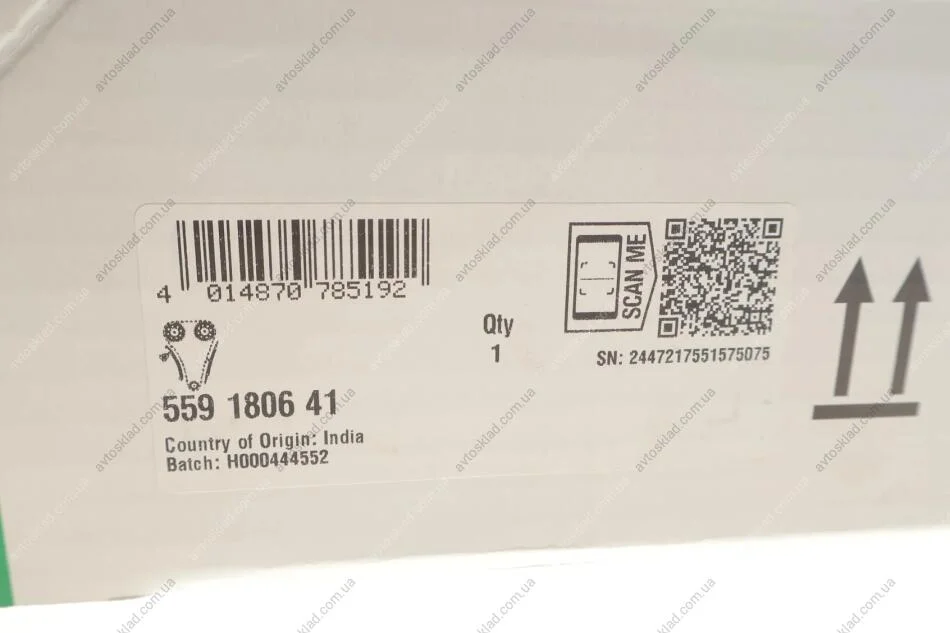 4 014870 785192
Qty
1
SCAN ME
SN: 2447217551575075
559 1806 41
Country of Origin: India
Batch: H000444552
avtosklad.com.ua